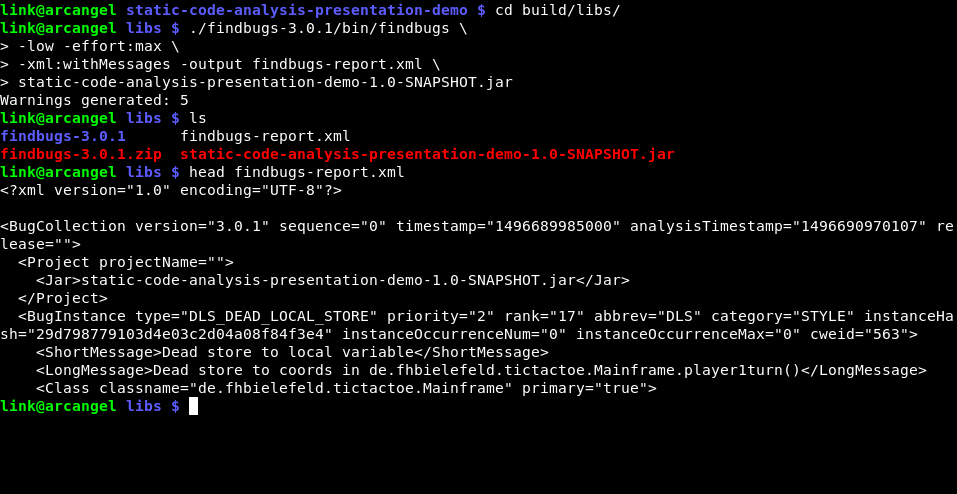 link@arcangel static-code-analysis-presentation-demo $ cd build/libs/
link@arcangel libs $ ./findbugs-3.0.1/bin/findbugs \
> -low -effort:max \
> -xml:withMessages -output findbugs-report.xml \
> static-code-analysis-presentation-demo-1.0-SNAPSHOT.jar
Warnings generated: 5
link@arcangel libs $ ls
findbugs-3.0.1      findbugs-report.xml
findbugs-3.0.1.zip  static-code-analysis-presentation-demo-1.0-SNAPSHOT.jar
link@arcangel libs $ head findbugs-report.xml
<?xml version="1.0" encoding="UTF-8"?>

<BugCollection version="3.0.1" sequence="0" timestamp="1496689985000" analysisTimestamp="1496690970107" re
lease="">
  <Project projectName="">
    <Jar>static-code-analysis-presentation-demo-1.0-SNAPSHOT.jar</Jar>
  </Project>
  <BugInstance type="DLS_DEAD_LOCAL_STORE" priority="2" rank="17" abbrev="DLS" category="STYLE" instanceHa
sh="29d798779103d4e03c2d04a08f84f3e4" instanceOccurrenceNum="0" instanceOccurrenceMax="0" cweid="563">
    <ShortMessage>Dead store to local variable</ShortMessage>
    <LongMessage>Dead store to coords in de.fhbielefeld.tictactoe.Mainframe.player1turn()</LongMessage>
    <Class classname="de.fhbielefeld.tictactoe.Mainframe" primary="true">
link@arcangel libs $